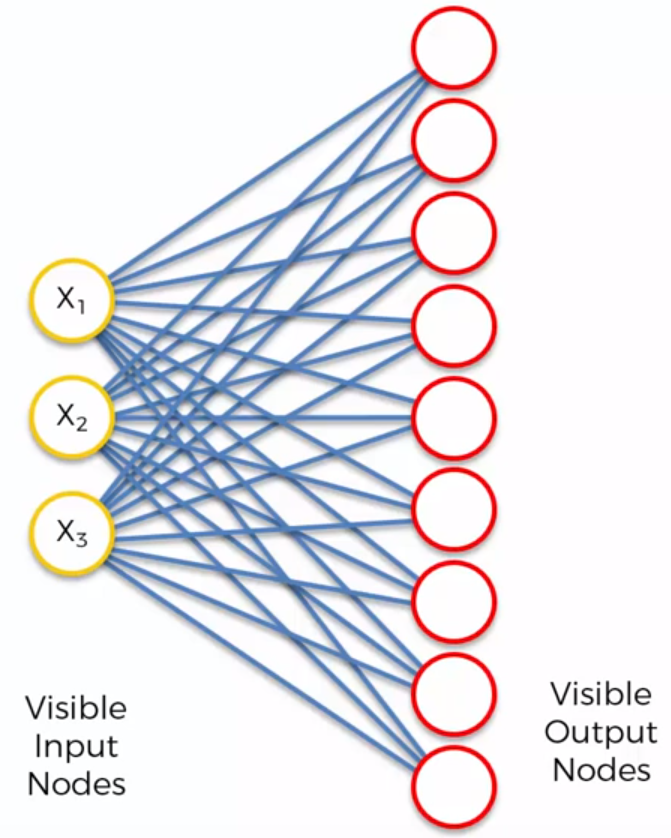 X₁
X₂
X₃
Visible
Input
Nodes
Visible
Output
Nodes